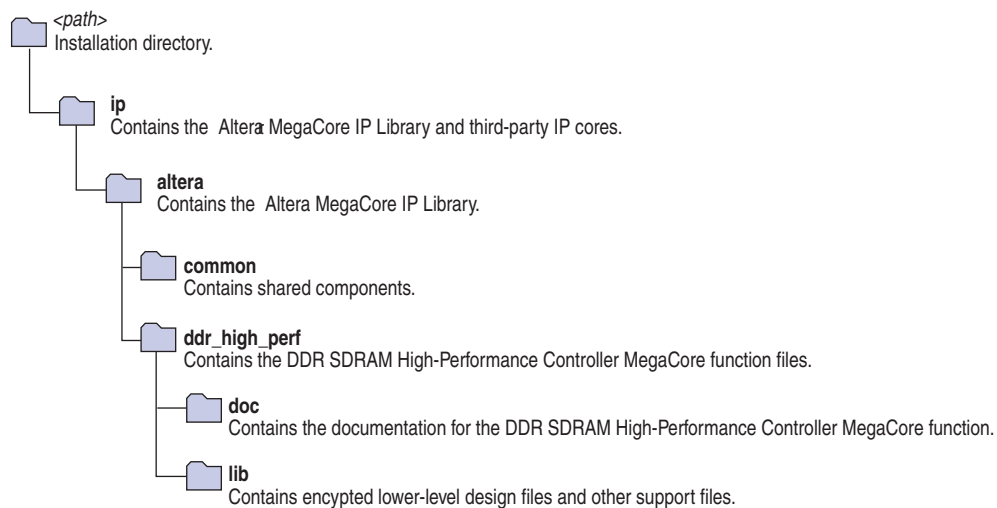 <path>
Installation directory.
ip
Contains the Altera MegaCore IP Library and third-party IP cores.
altera
Contains the Altera MegaCore IP Library.
common
Contains shared components.
ddr_high_perf
Contains the DDR SDRAM High-Performance Controller MegaCore function files.
doc
Contains the documentation for the DDR SDRAM High-Performance Controller MegaCore function.
lib
Contains encypted lower-level design files and other support files.